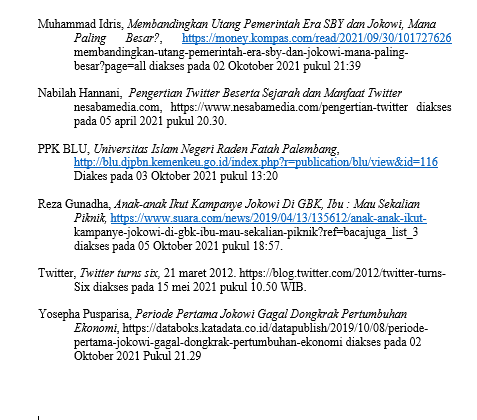 Muhammad Idris, Membandingkan Utang Pemerintah Era SBY dan Jokowi, Mana
Paling Besar?, https://money.kompas.com/read/2021/09/30/101727626
membandingkan-utang-pemerintah-era-sby-dan-jokowi-mana-paling-
besar?page=all diakses pada 02 Okotober 2021 pukul 21:39
Nabilah Hannani, Pengertian Twitter Beserta Sejarah dan Manfaat Twitter
nesabamedia.com, https://www.nesabamedia.com/pengertian-twitter diakses
pada 05 april 2021 pukul 20.30.
PPK BLU, Universitas Islam Negeri Raden Fatah Palembang,
http://blu.djpbn.kemenkeu.go.id/index.php?r=publication/blu/view&id=116
Diakes pada 03 Oktober 2021 pukul 13:20
Reza Gunadha, Anak-anak Ikut Kampanye Jokowi Di GBK, Ibu : Mau Sekalian
Piknik, https://www.suara.com/news/2019/04/13/135612/anak-anak-ikut-
kampanye-jokowi-di-gbk-ibu-mau-sekalian-piknik?ref=bacajuga_list_3
diakses pada 05 Oktober 2021 pukul 18:57.
Twitter, Twitter turns six, 21 maret 2012. https://blog.twitter.com/2012/twitter-turns-
Six diakses pada 15 mei 2021 pukul 10.50 WIB.
Yosepha Pusparisa, Periode Pertama Jokowi Gagal Dongkrak Pertumbuhan
Ekonomi, https://databoks.katadata.co.id/datapublish/2019/10/08/periode-
pertama-jokowi-gagal-dongkrak-pertumbuhan-ekonomi diakses pada 02
Oktober 2021 Pukul 21.29